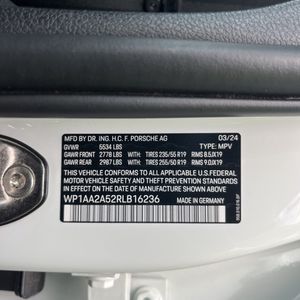 MFD. BY DR. ING. H.C. F. PORSCHE AG 03/24
GVWR 5534 LBS TYPE: MPV
GAWR FRONT 2778 LBS WITH: TIRES 235/55 R19 RIMS 8.5JX19
GAWR REAR 2987 LBS WITH: TIRES 255/50 R19 RIMS 9.0JX19
THIS VEHICLE CONFORMS TO ALL APPLICABLE U.S. FEDERAL
MOTOR VEHICLE SAFETY AND THEFT PREVENTION STANDARDS
IN EFFECT ON THE DATE OF MANUFACTURE SHOWN ABOVE.
WP1AA2A52RLB16236 MADE IN GERMANY